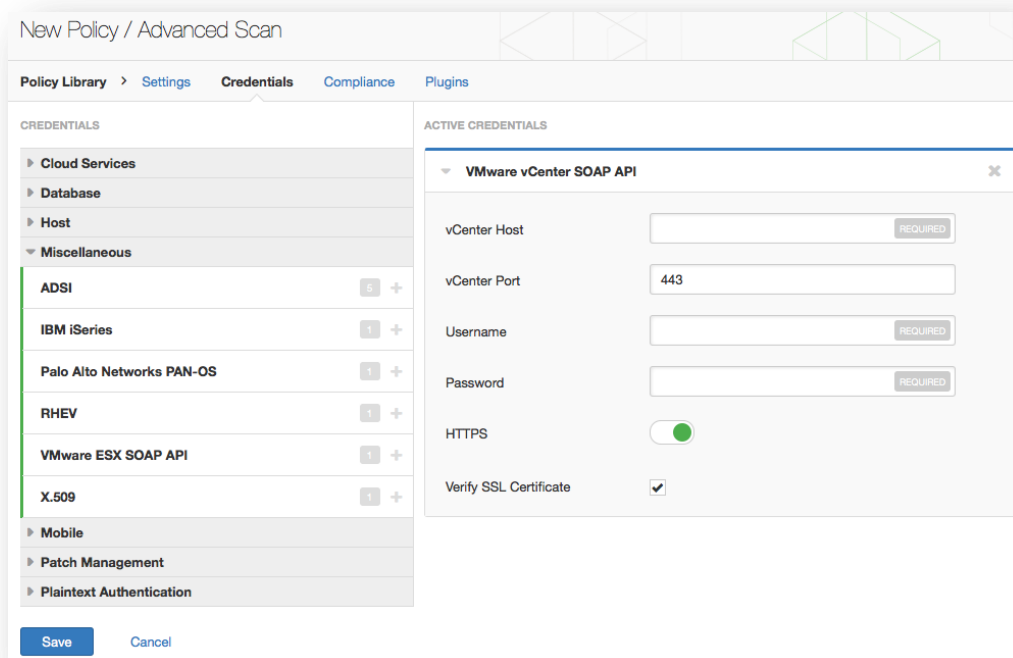 New Policy / Advanced Scan
Policy Library > Settings Credentials Compliance Plugins
CREDENTIALS
Cloud Services
Database
Host
Miscellaneous
ADSI 5 +
IBM iSeries 1 +
Palo Alto Networks PAN-OS 1 +
RHEV 1 +
VMware ESX SOAP API 1 +
X.509 1 +
Mobile
Patch Management
Plaintext Authentication
Save Cancel
ACTIVE CREDENTIALS
VMware vCenter SOAP API
vCenter Host REQUIRED
vCenter Port 443
Username REQUIRED
Password REQUIRED
HTTPS
Verify SSL Certificate